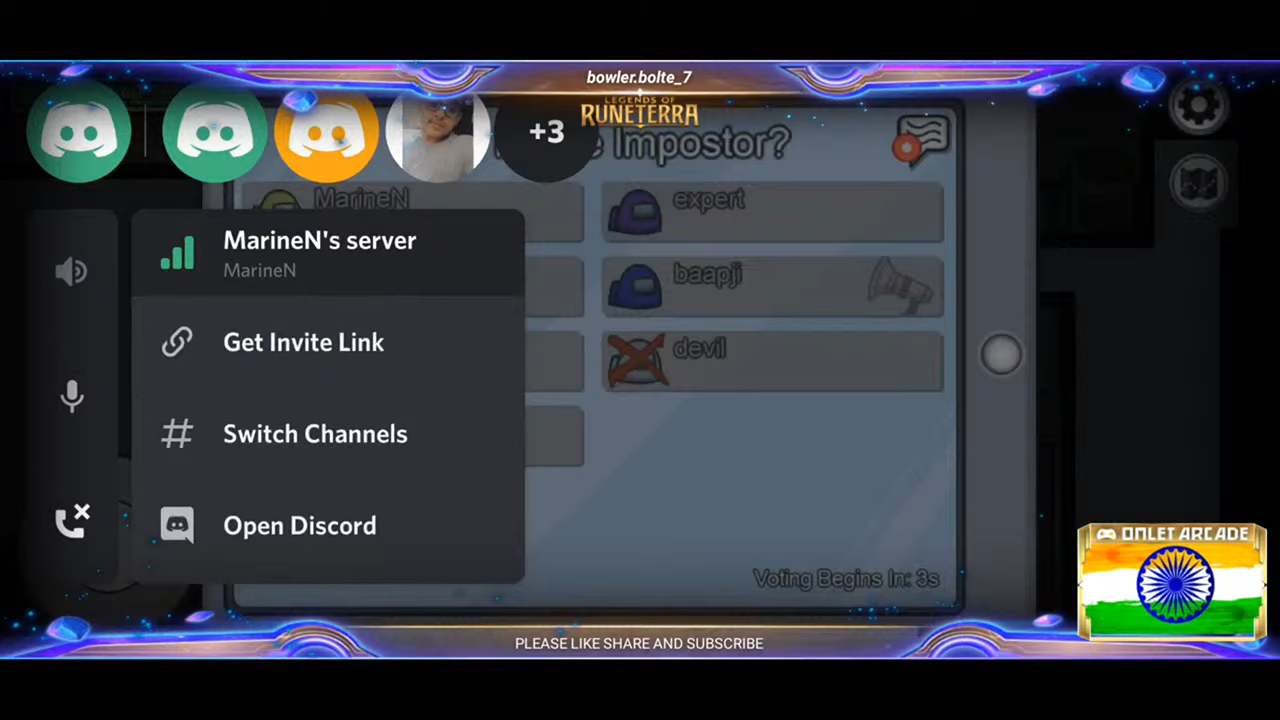 bowler.bolte_7
LEGENDS OF
RUNETERRA
+3
Impostor?
MarineN
expert
MarineN's server
MarineN
baapji
Get Invite Link
devil
Switch Channels
Open Discord
OMLET ARCADE
Voting Begins In: 3s
PLEASE LIKE SHARE AND SUBSCRIBE